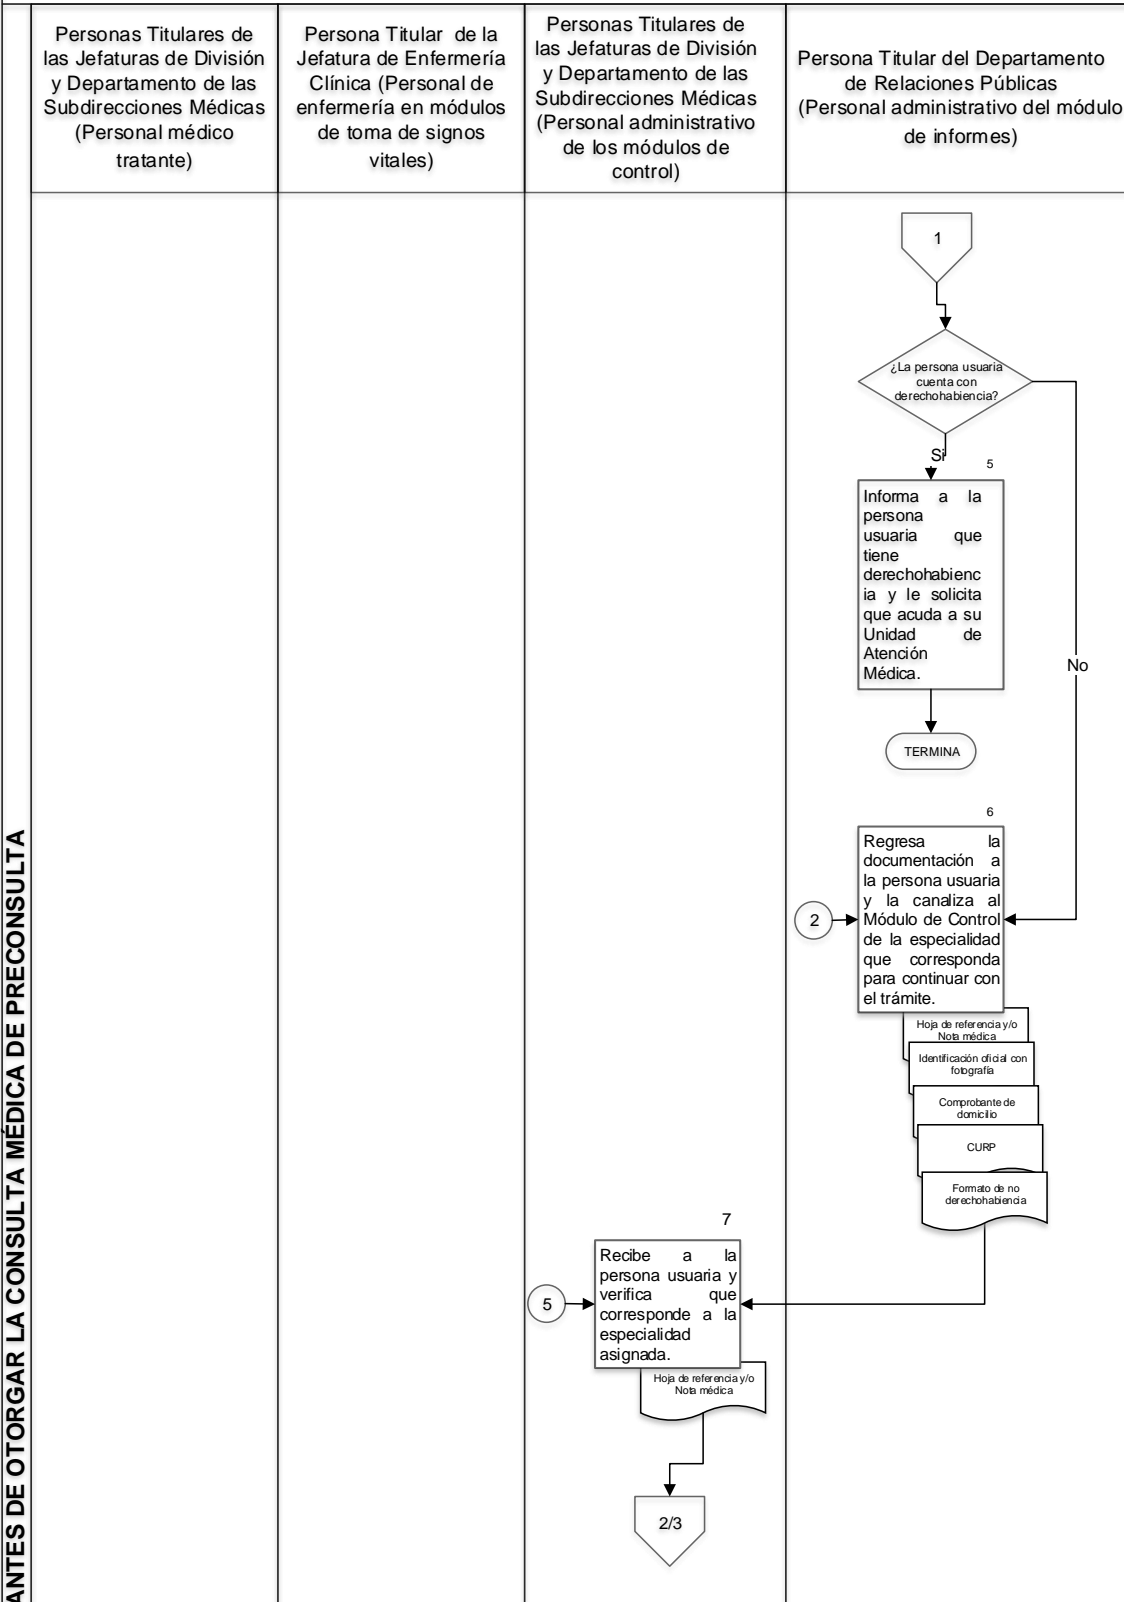 Personas Titulares de
las Jefaturas de División
y Departamento de las
Subdirecciones Médicas
(Personal médico
tratante)
Persona Titular de la
Jefatura de Enfermería
Clínica (Personal de
enfermería en módulos
de toma de signos
vitales)
Personas Titulares de
las Jefaturas de División
y Departamento de las
Subdirecciones Médicas
(Personal administrativo
de los módulos de
control)
Persona Titular del Departamento
de Relaciones Públicas
(Personal administrativo del módulo
de informes)
ANTES DE OTORGAR LA CONSULTA MÉDICA DE PRECONSULTA
1
¿La persona usuaria
cuenta con
derechohabiencia?
Si
No
5
Informa a la
persona
usuaria que
tiene
derechohabienc
ia y le solicita
que acuda a su
Unidad de
Atención
Médica.
TERMINA
6
2
Regresa la
documentación a
la persona usuaria
y la canaliza al
Módulo de Control
de la especialidad
que corresponda
para continuar con
el trámite.
Hoja de referencia y/o
Nota médica
Identificación oficial con
fotografía
Comprobante de
domicilio
CURP
Formato de no
derechohabiencia
7
5
Recibe a la
persona usuaria y
verifica que
corresponde a la
especialidad
asignada.
Hoja de referencia y/o
Nota médica
2/3